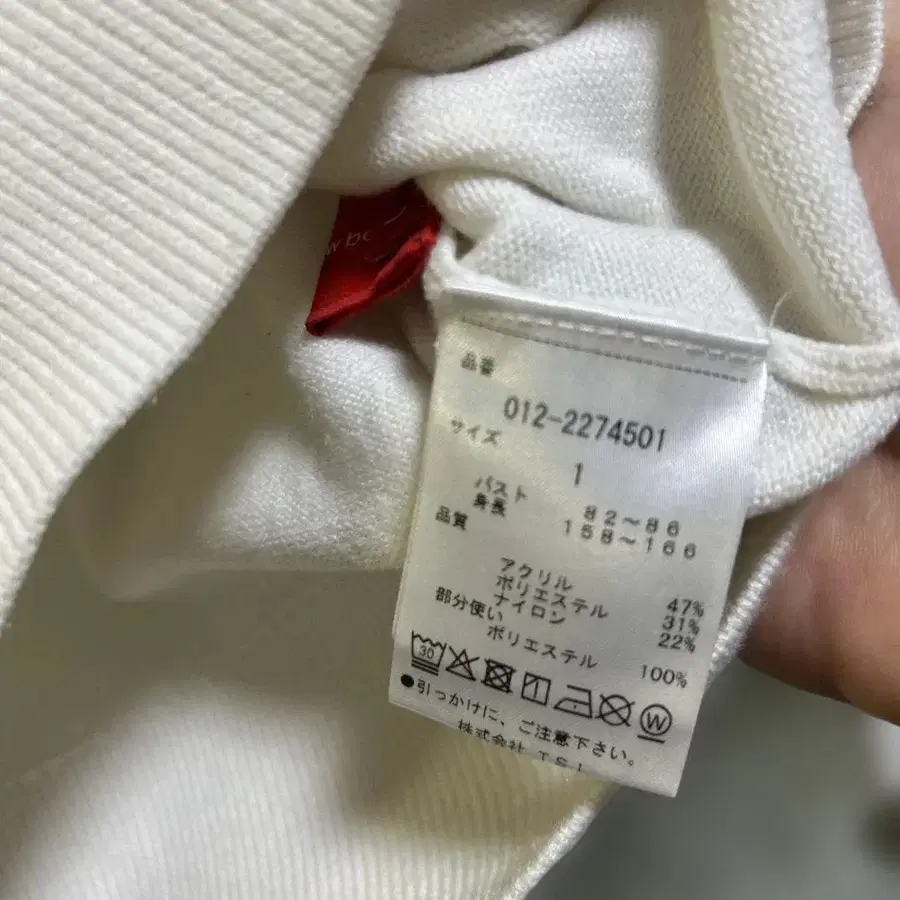 品番
012-2274501
サイズ
1
バスト 82～86
身長 158～166
品質
アクリル 47%
ポリエステル 31%
ナイロン 22%
部分使い
ポリエステル 100%
30
W
●引っかけに、ご注意下さい。
株式会社 TSI